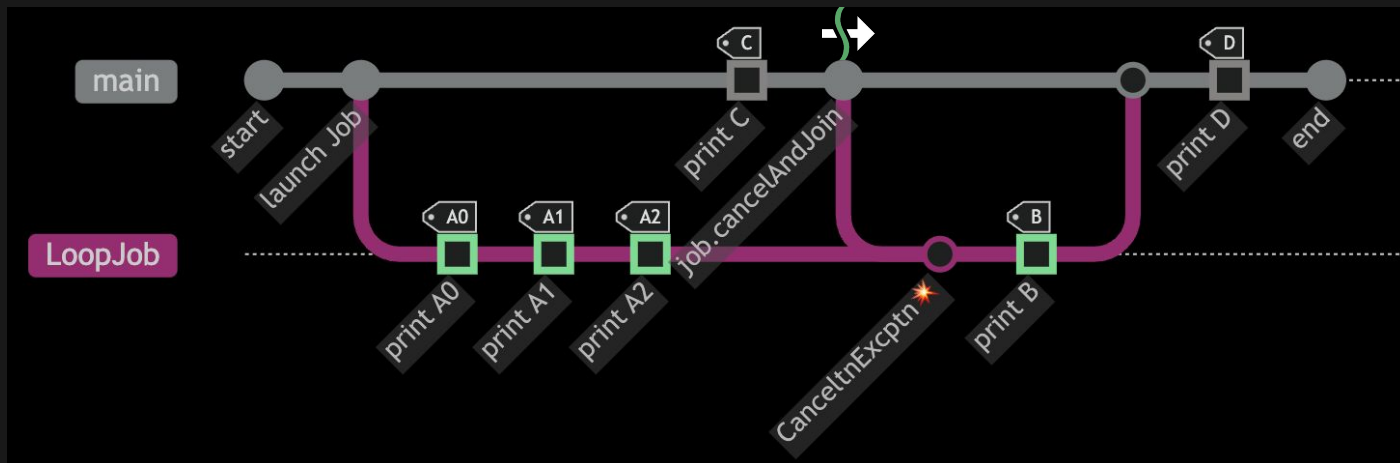 C
D
main
start
launch Job
print C
job.cancelAndJoin
print D
end
A0
A1
A2
B
LoopJob
print A0
print A1
print A2
CanceltnExcptn💥
print B